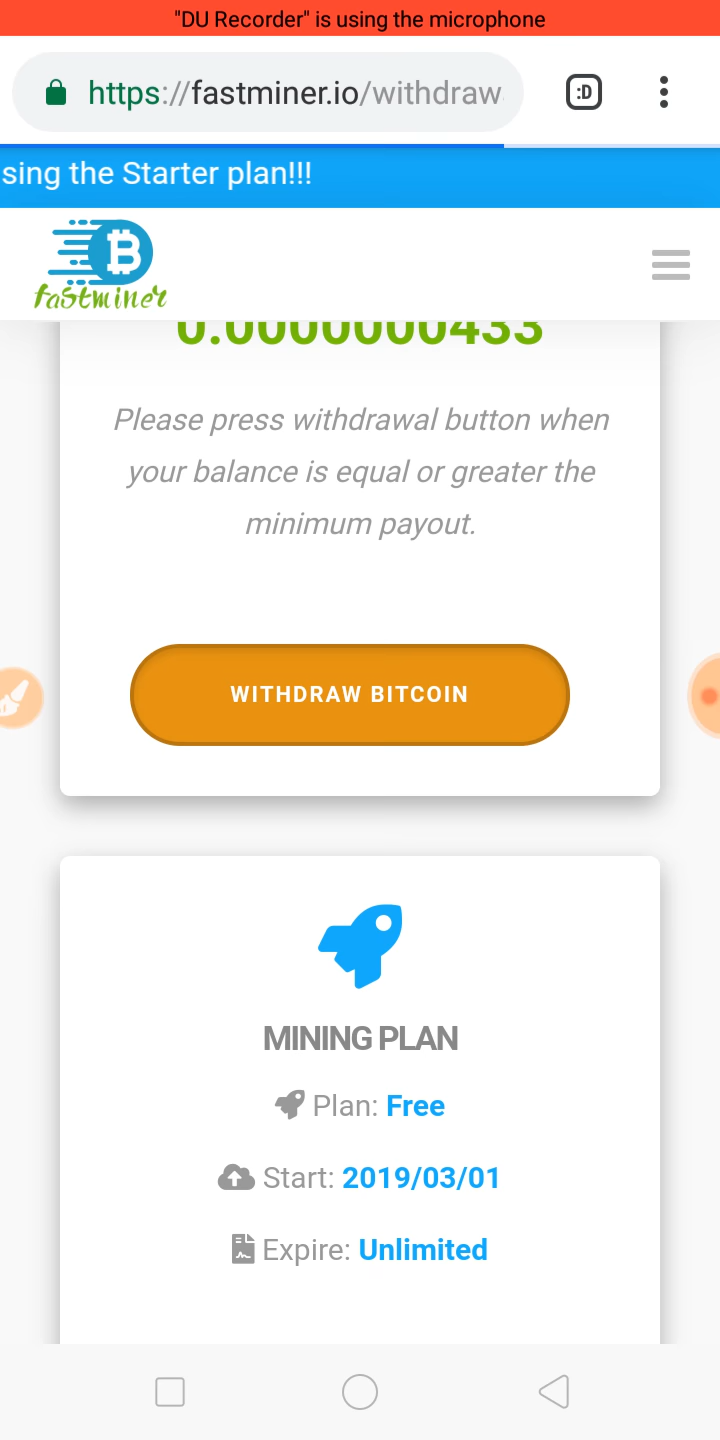 "DU Recorder" is using the microphone
https://fastminer.io/withdraw
:D
sing the Starter plan!!!
B
fastminer
0.0000000433
Please press withdrawal button when
your balance is equal or greater the
minimum payout.
WITHDRAW BITCOIN
MINING PLAN
Plan: Free
Start: 2019/03/01
Expire: Unlimited